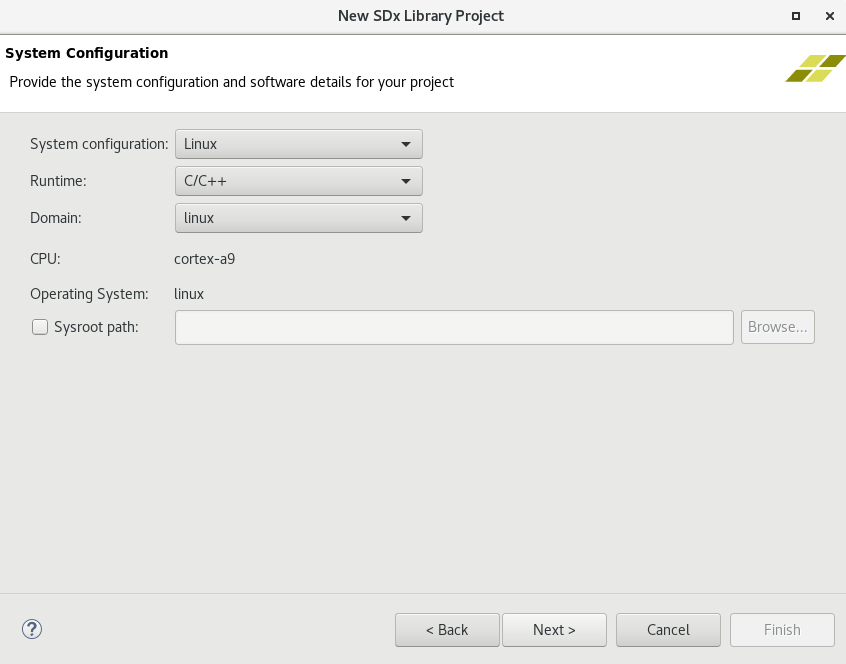 New SDx Library Project
System Configuration
Provide the system configuration and software details for your project
System configuration: Linux
Runtime: C/C++
Domain: linux
CPU: cortex-a9
Operating System: linux
Sysroot path: Browse...
? < Back Next > Cancel Finish